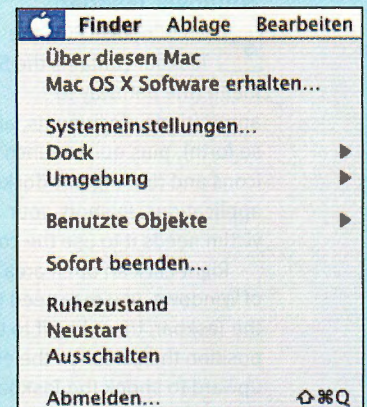 Finder Ablage Bearbeiten
Über diesen Mac
Mac OS X Software erhalten...
Systemeinstellungen...
Dock
Umgebung
Benutzte Objekte
Sofort beenden...
Ruhezustand
Neustart
Ausschalten
Abmelden... ⇧⌘Q